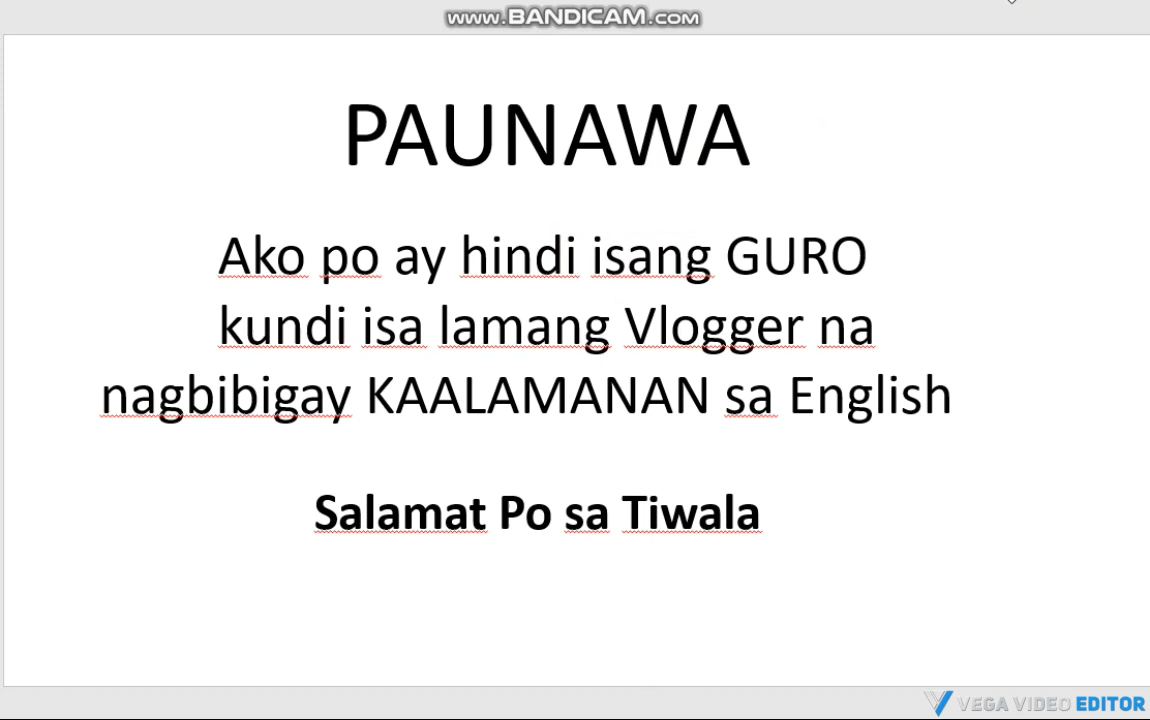 www.BANDICAM.com
PAUNAWA
Ako po ay hindi isang GURO
kundi isa lamang Vlogger na
nagbibigay KAALAMANAN sa English
Salamat Po sa Tiwala
VEGA VIDEO EDITOR